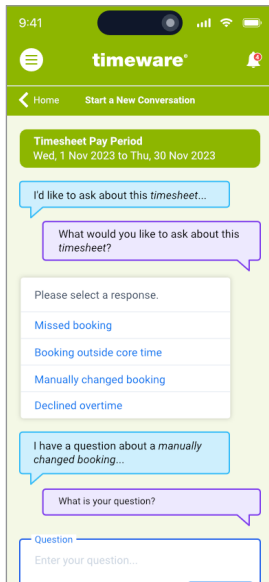 9:41
4
timeware®
Home
Start a New Conversation
Timesheet Pay Period
Wed, 1 Nov 2023 to Thu, 30 Nov 2023
I'd like to ask about this timesheet...
What would you like to ask about this
timesheet?
Please select a response.
Missed booking
Booking outside core time
Manually changed booking
Declined overtime
I have a question about a manually
changed booking...
What is your question?
Question
Enter your question...